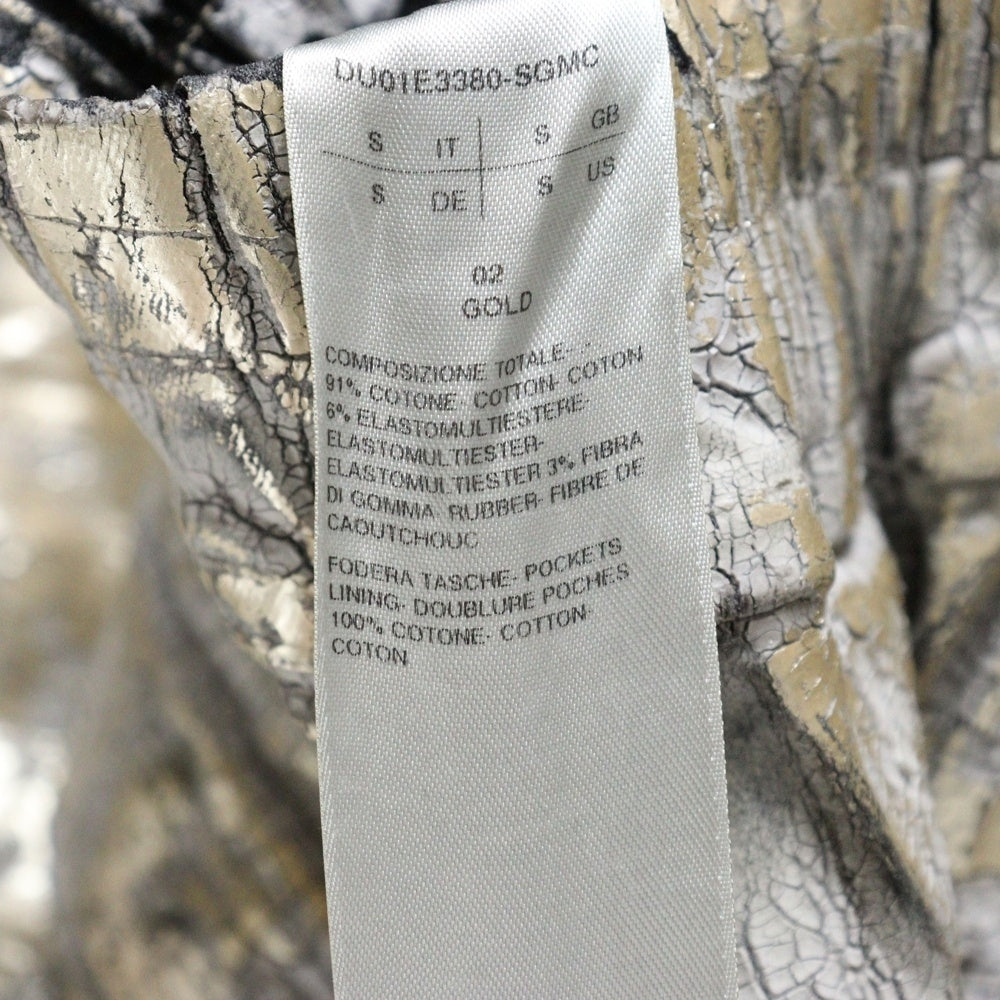 DU01E3380-SGMC
S IT S GB
S DE S US
02
GOLD
COMPOSIZIONE TOTALE- -
91% COTONE- COTTON- COTON
6% ELASTOMULTIESTERE-
ELASTOMULTIESTER-
ELASTOMULTIESTER 3% FIBRA
DI GOMMA- RUBBER- FIBRE DE
CAOUTCHOUC
FODERA TASCHE- POCKETS
LINING- DOUBLURE POCHES
100% COTONE- COTTON-
COTON